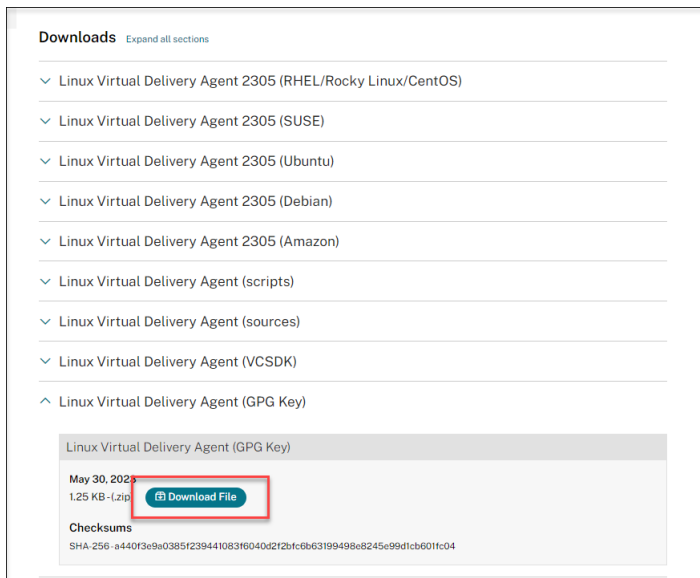 Downloads Expand all sections
Linux Virtual Delivery Agent 2305 (RHEL/Rocky Linux/CentOS)
Linux Virtual Delivery Agent 2305 (SUSE)
Linux Virtual Delivery Agent 2305 (Ubuntu)
Linux Virtual Delivery Agent 2305 (Debian)
Linux Virtual Delivery Agent 2305 (Amazon)
Linux Virtual Delivery Agent (scripts)
Linux Virtual Delivery Agent (sources)
Linux Virtual Delivery Agent (VCSDK)
Linux Virtual Delivery Agent (GPG Key)
Linux Virtual Delivery Agent (GPG Key)
May 30, 2023
1.25 KB - (.zip) Download File
Checksums
SHA-256 - a440f3e9a0385f239441083f6040d2f2bfc6b63199498e8245e99d1cb601fc04